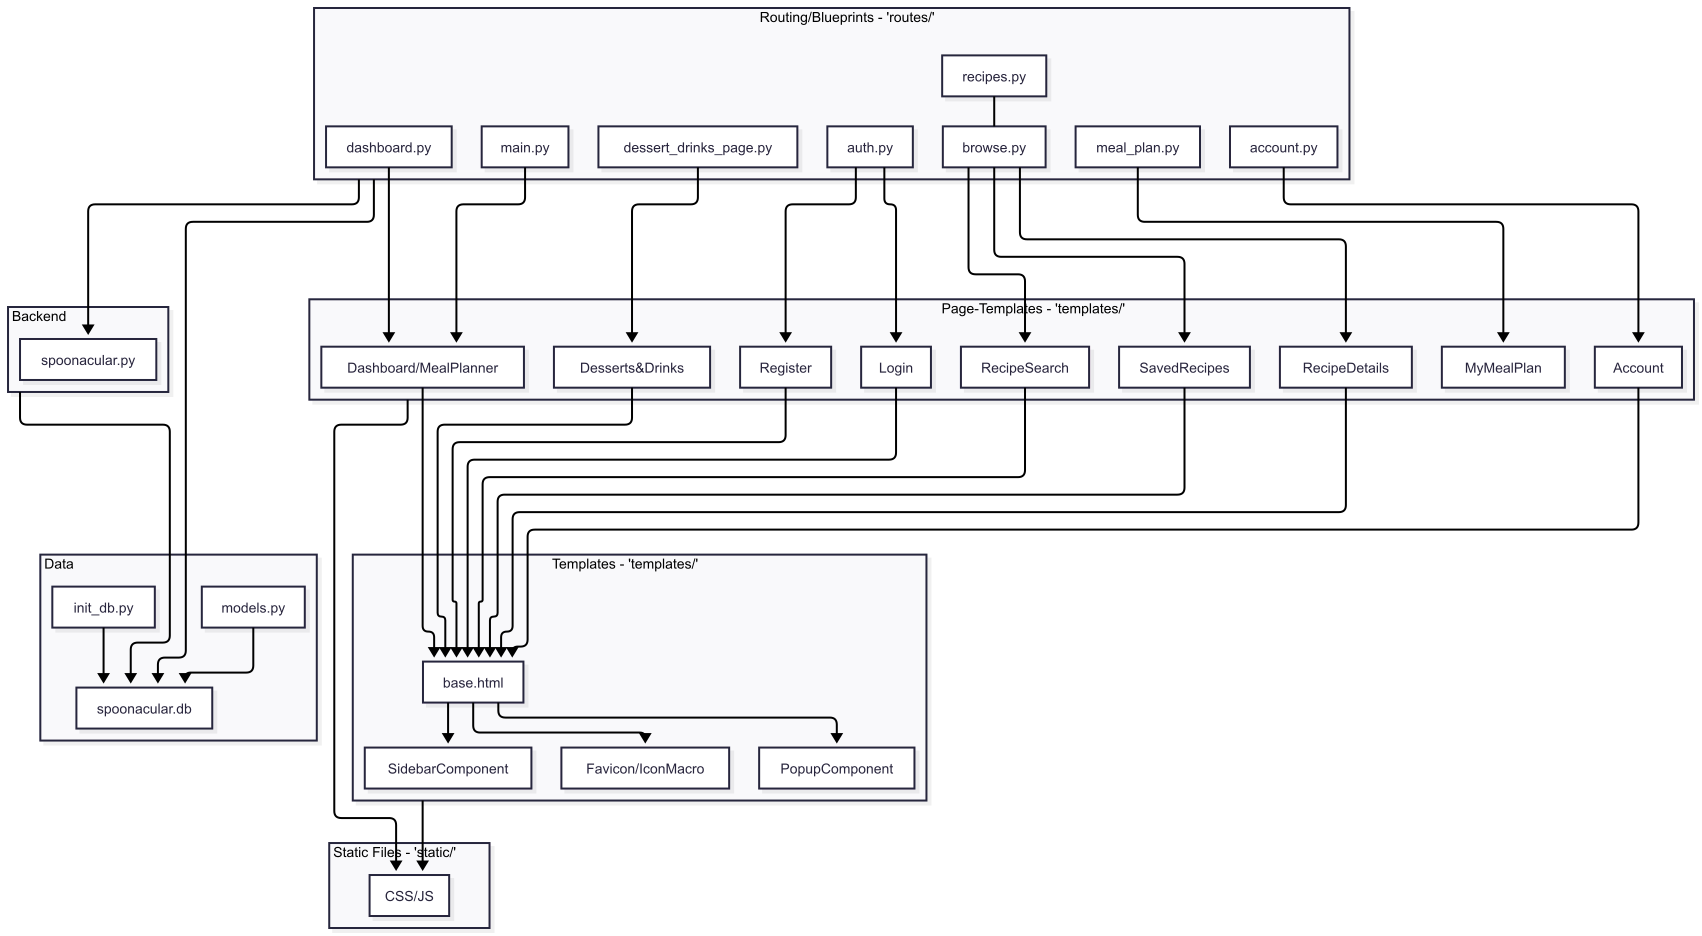 Routing/Blueprints - 'routes/'
recipes.py
dashboard.py
main.py
dessert_drinks_page.py
auth.py
browse.py
meal_plan.py
account.py
Backend
spoonacular.py
Page-Templates - 'templates/'
Dashboard/MealPlanner
Desserts&Drinks
Register
Login
RecipeSearch
SavedRecipes
RecipeDetails
MyMealPlan
Account
Data
init_db.py
models.py
spoonacular.db
Templates - 'templates/'
base.html
SidebarComponent
Favicon/IconMacro
PopupComponent
Static Files - 'static/'
CSS/JS